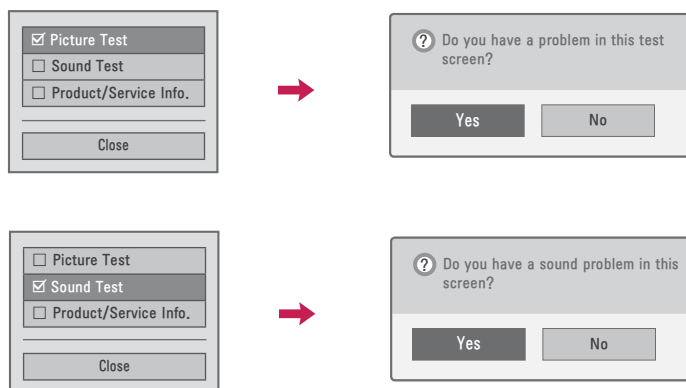 ☑ Picture Test
☐ Sound Test
☐ Product/Service Info.
Close
? Do you have a problem in this test
screen?
Yes No
☐ Picture Test
☑ Sound Test
☐ Product/Service Info.
Close
? Do you have a sound problem in this
screen?
Yes No